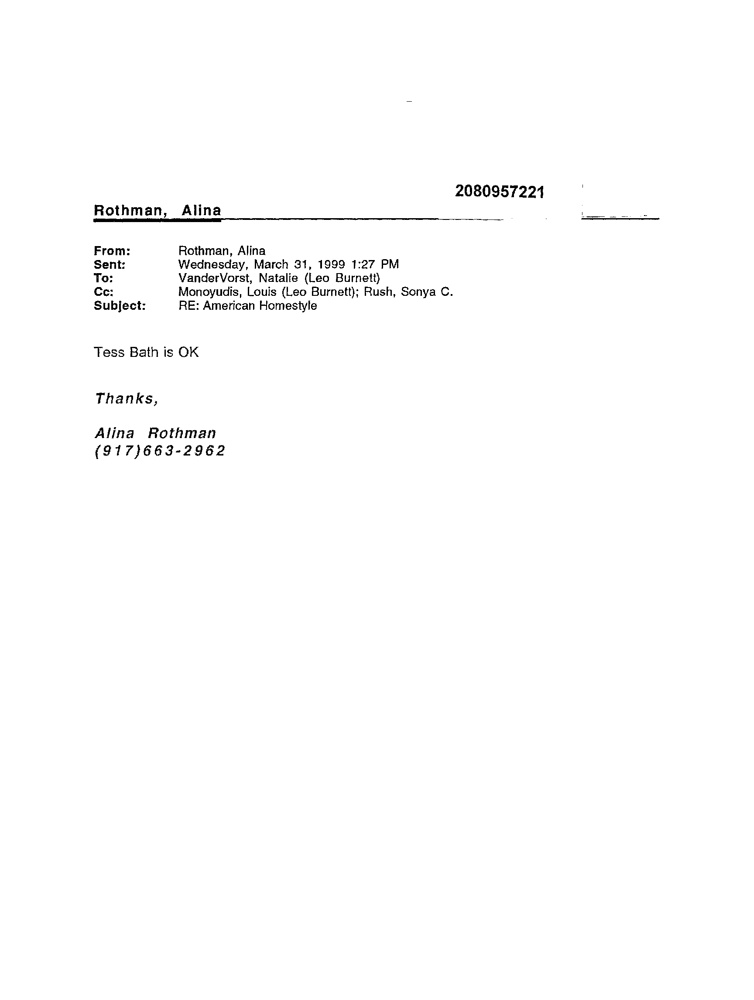 2080957221
Rothman, Alina
From: Rothman, Alina
Sent: Wednesday, March 31, 1999 1:27 PM
To: VanderVorst, Natalie (Leo Burnett)
Cc: Monoyudis, Louis (Leo Burnett); Rush, Sonya C.
Subject: RE: American Homestyle
Tess Bath is OK
Thanks,
Alina Rothman
(917)663-2962